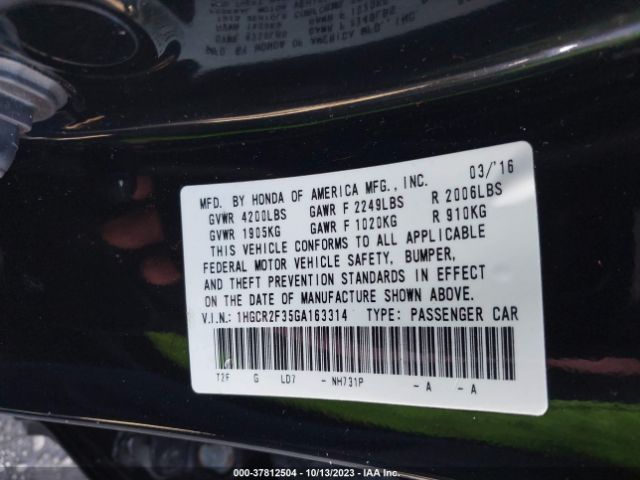 MFD. BY HONDA OF AMERICA MFG., INC. 03/'16
GVWR 4200LBS GAWR F 2249LBS R 2006LBS
GVWR 1905KG GAWR F 1020KG R 910KG
THIS VEHICLE CONFORMS TO ALL APPLICABLE
FEDERAL MOTOR VEHICLE SAFETY, BUMPER,
AND THEFT PREVENTION STANDARDS IN EFFECT
ON THE DATE OF MANUFACTURE SHOWN ABOVE.
V.I.N.: 1HGCR2F35GA163314 TYPE: PASSENGER CAR
T2F G LD7 - NH731P - A - A
000-37812504 | 10/13/2023 | IAA Inc.